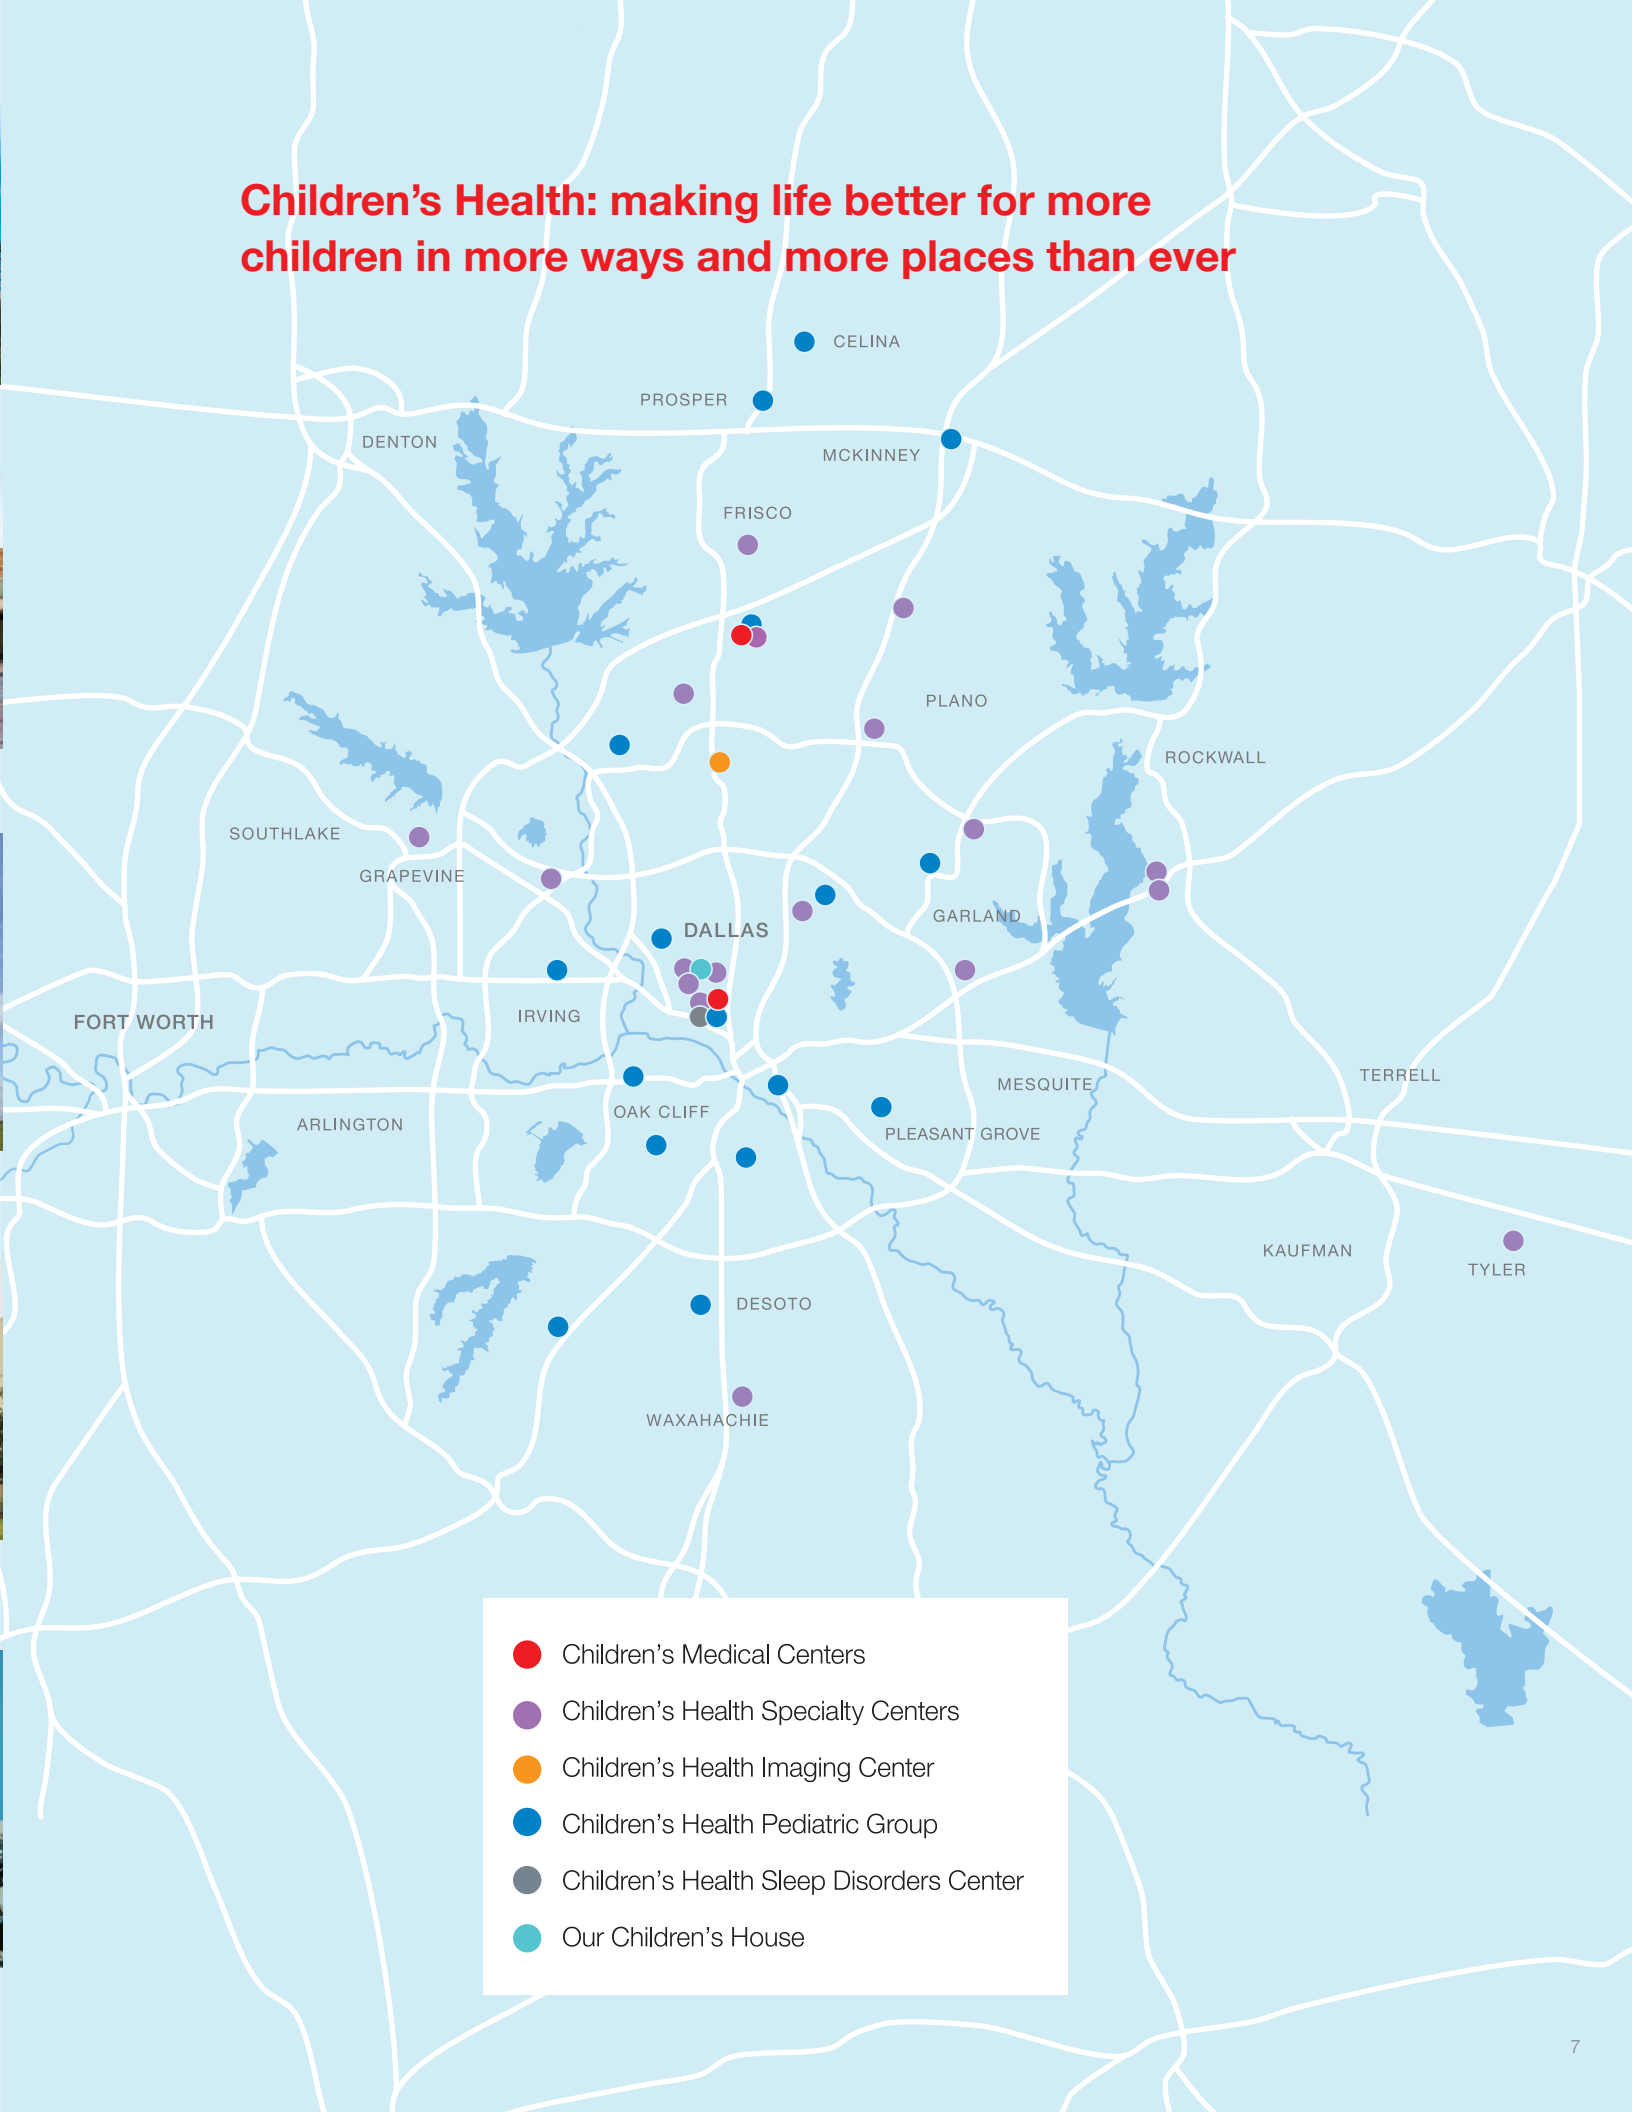 Children’s Health: making life better for more
children in more ways and more places than ever
CELINA
PROSPER
DENTON
MCKINNEY
FRISCO
PLANO
ROCKWALL
SOUTHLAKE
GRAPEVINE
GARLAND
DALLAS
IRVING
FORT WORTH
TERRELL
MESQUITE
OAK CLIFF
ARLINGTON
PLEASANT GROVE
KAUFMAN
TYLER
DESOTO
WAXAHACHIE
Children’s Medical Centers
Children’s Health Specialty Centers
Children’s Health Imaging Center
Children’s Health Pediatric Group
Children’s Health Sleep Disorders Center
Our Children’s House
7